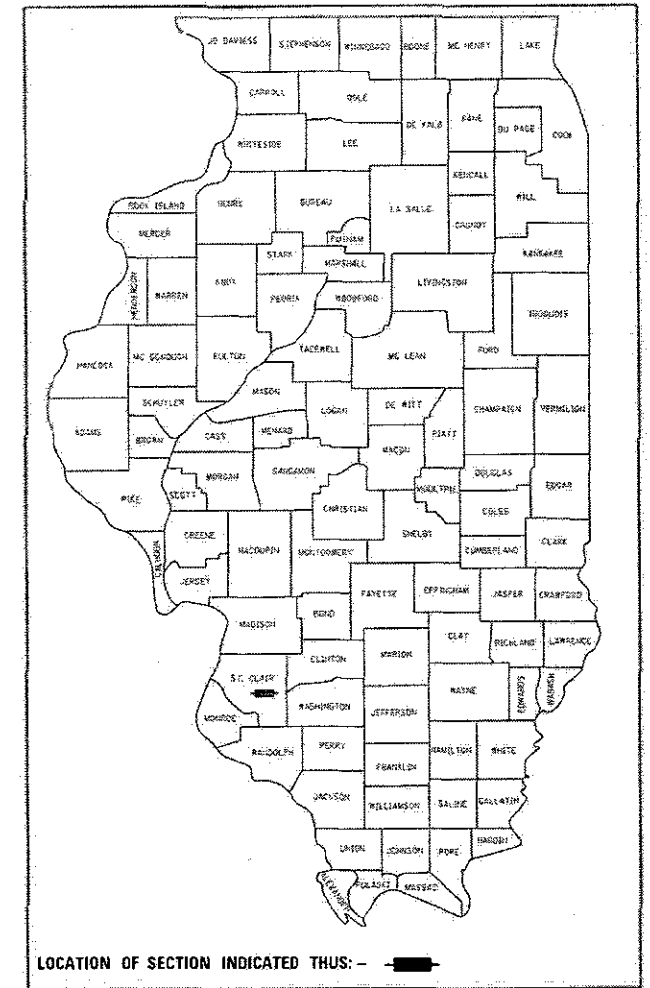 JO DAVIESS STEPHENSON WINNEBAGO BOONE MC HENRY LAKE
CARROLL OGLE DE KALB KANE DU PAGE COOK
WHITESIDE LEE KENDALL WILL
ROCK ISLAND HENRY BUREAU LA SALLE GRUNDY
MERCER PUTNAM KANKAKEE
STARK MARSHALL
HENDERSON WARREN KNOX PEORIA WOODFORD LIVINGSTON IROQUOIS
HANCOCK MC DONOUGH FULTON TAZEWELL MC LEAN FORD
MASON
SCHUYLER LOGAN DE WITT CHAMPAIGN VERMILION
ADAMS BROWN CASS MENARD MACON PIATT
PIKE SCOTT MORGAN SANGAMON MOULTRIE DOUGLAS EDGAR
CHRISTIAN COLES
CALHOUN GREENE MACOUPIN MONTGOMERY SHELBY CUMBERLAND CLARK
JERSEY FAYETTE EFFINGHAM JASPER CRAWFORD
MADISON BOND
CLAY RICHLAND LAWRENCE
CLINTON MARION
ST. CLAIR WAYNE EDWARDS WABASH
MONROE WASHINGTON JEFFERSON
RANDOLPH PERRY HAMILTON WHITE
FRANKLIN
JACKSON WILLIAMSON SALINE GALLATIN
UNION JOHNSON POPE HARDIN
ALEXANDER PULASKI MASSAC
LOCATION OF SECTION INDICATED THUS: -